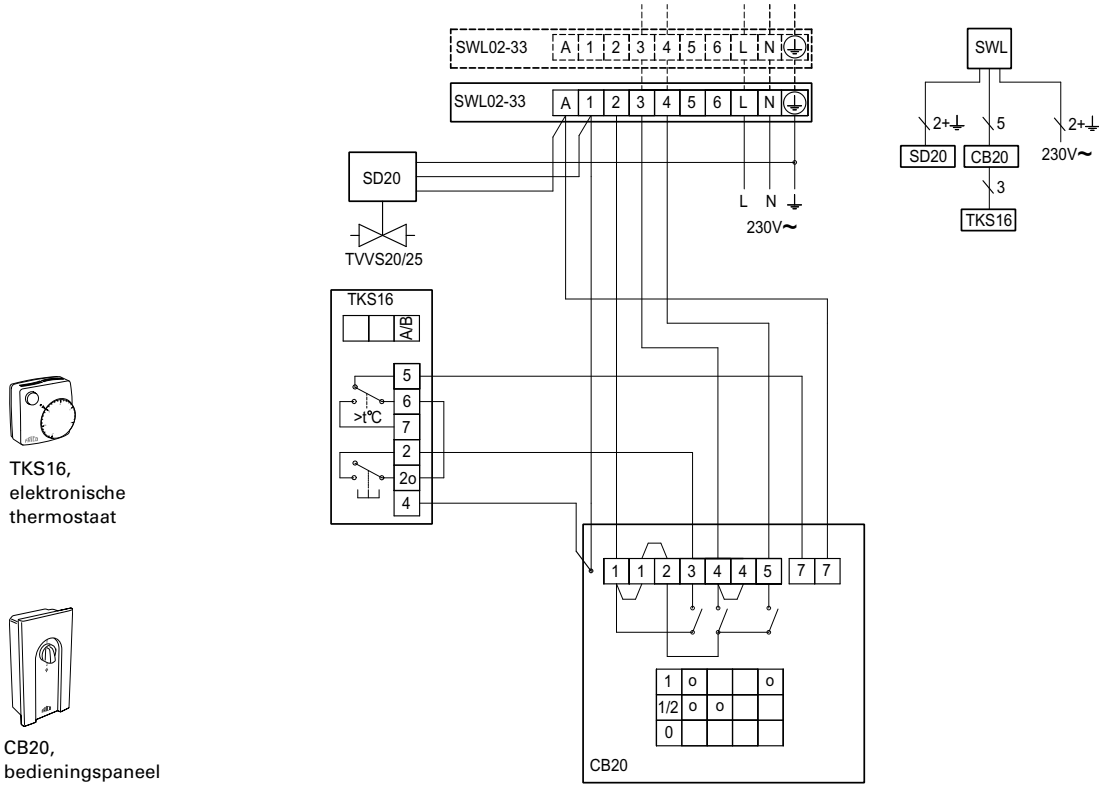 SWL02-33 A 1 2 3 4 5 6 L N
SWL02-33 A 1 2 3 4 5 6 L N
SD20
TVVS20/25
L N
230V~
SWL
2+
5
2+
SD20
CB20
230V~
3
TKS16
TKS16
A/B
5
6
>t°C
7
2
2o
4
TKS16,
elektronische
thermostaat
1 1 2 3 4 4 5 7 7
1 o o
1/2 o o
0
CB20
CB20,
bedieningspaneel